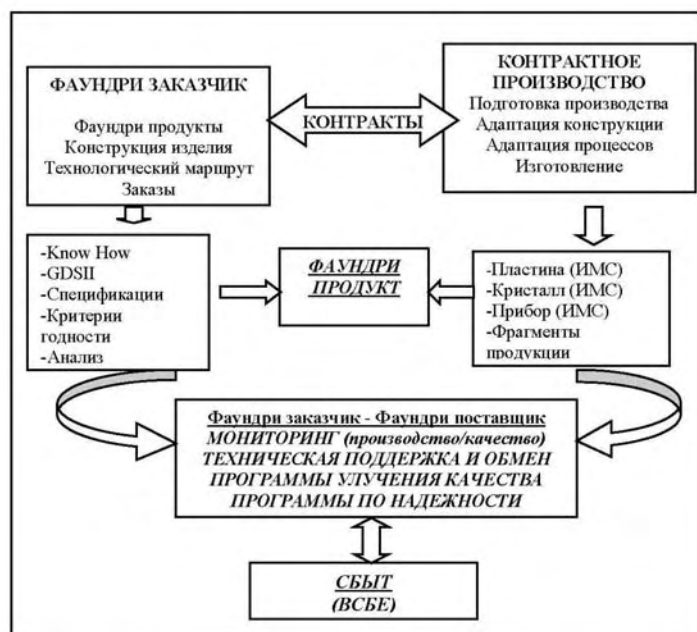 ФАУНДРИ ЗАКАЗЧИК
Фаундри продукты
Конструкция изделия
Технологический маршрут
Заказы
КОНТРАКТЫ
КОНТРАКТНОЕ
ПРОИЗВОДСТВО
Подготовка производства
Адаптация конструкции
Адаптация процессов
Изготовление
-Know How
-GDSII
-Спецификации
-Критерии
годности
-Анализ
ФАУНДРИ
ПРОДУКТ
-Пластина (ИМС)
-Кристалл (ИМС)
-Прибор (ИМС)
-Фрагменты
продукции
Фаундри заказчик - Фаундри поставщик
МОНИТОРИНГ (производство/качество)
ТЕХНИЧЕСКАЯ ПОДДЕРЖКА И ОБМЕН
ПРОГРАММЫ УЛУЧЕНИЯ КАЧЕСТВА
ПРОГРАММЫ ПО НАДЕЖНОСТИ
СБЫТ
(ВСБЕ)